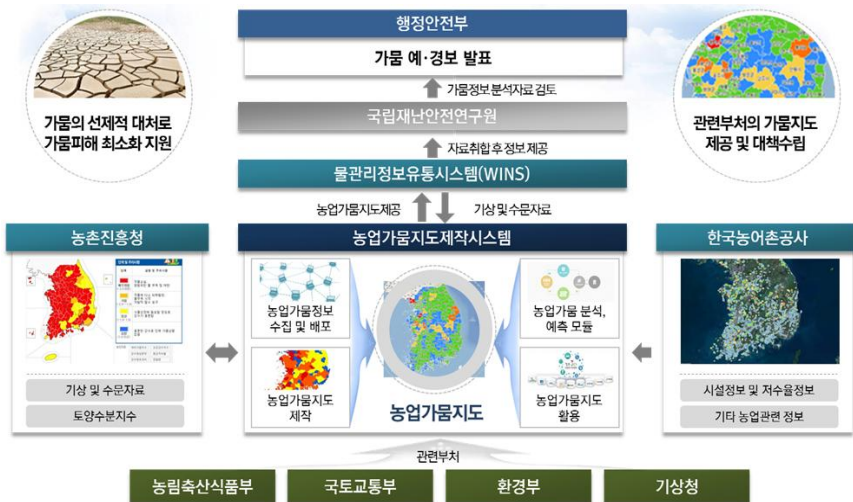 행정안전부
가뭄 예·경보 발표
가뭄정보 분석자료 검토
국립재난안전연구원
자료취합 후 정보 제공
물관리정보유통시스템(WINS)
농업가뭄지도제공
기상 및 수문자료
가뭄의 선제적 대처로
가뭄피해 최소화 지원
관련부처의 가뭄지도
제공 및 대책수립
농촌진흥청
기상 및 수문자료
토양수분지수
농업가뭄지도제작시스템
농업가뭄정보
수집 및 배포
농업가뭄 분석,
예측 모듈
농업가뭄지도
제작
농업가뭄지도
농업가뭄지도
활용
한국농어촌공사
시설정보 및 저수율정보
기타 농업관련 정보
관련부처
농림축산식품부
국토교통부
환경부
기상청